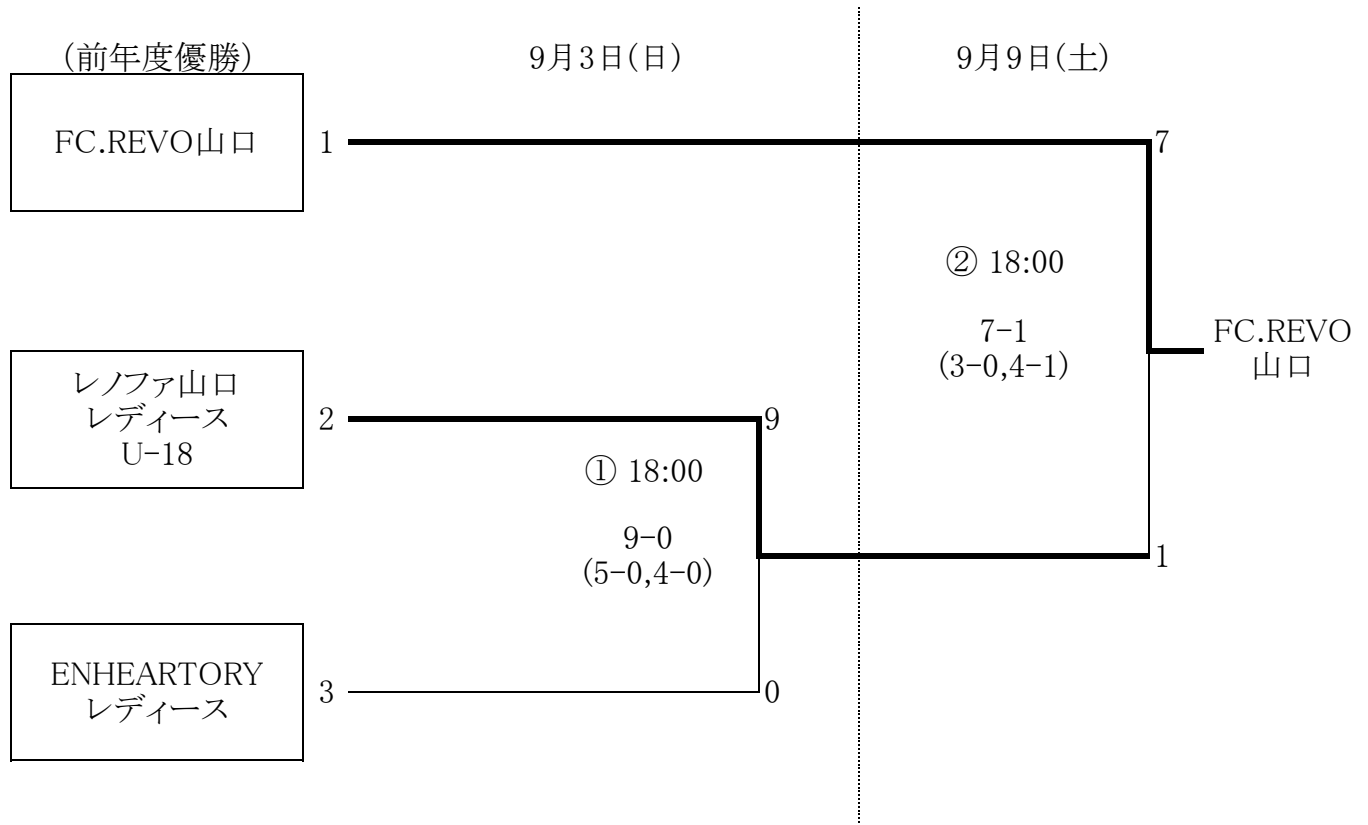 (前年度優勝)
9月3日(日)
9月9日(土)
FC.REVO山口
1
7
② 18:00
7-1
(3-0,4-1)
FC.REVO
山口
レノファ山口
レディース
U-18
2
9
① 18:00
9-0
(5-0,4-0)
1
ENHEARTORY
レディース
3
0